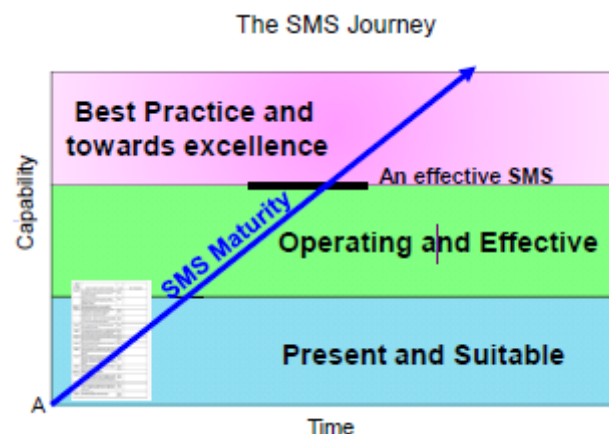 The SMS Journey
Best Practice and
towards excellence
An effective SMS
Capability
SMS Maturity
Operating and Effective
Present and Suitable
A
Time